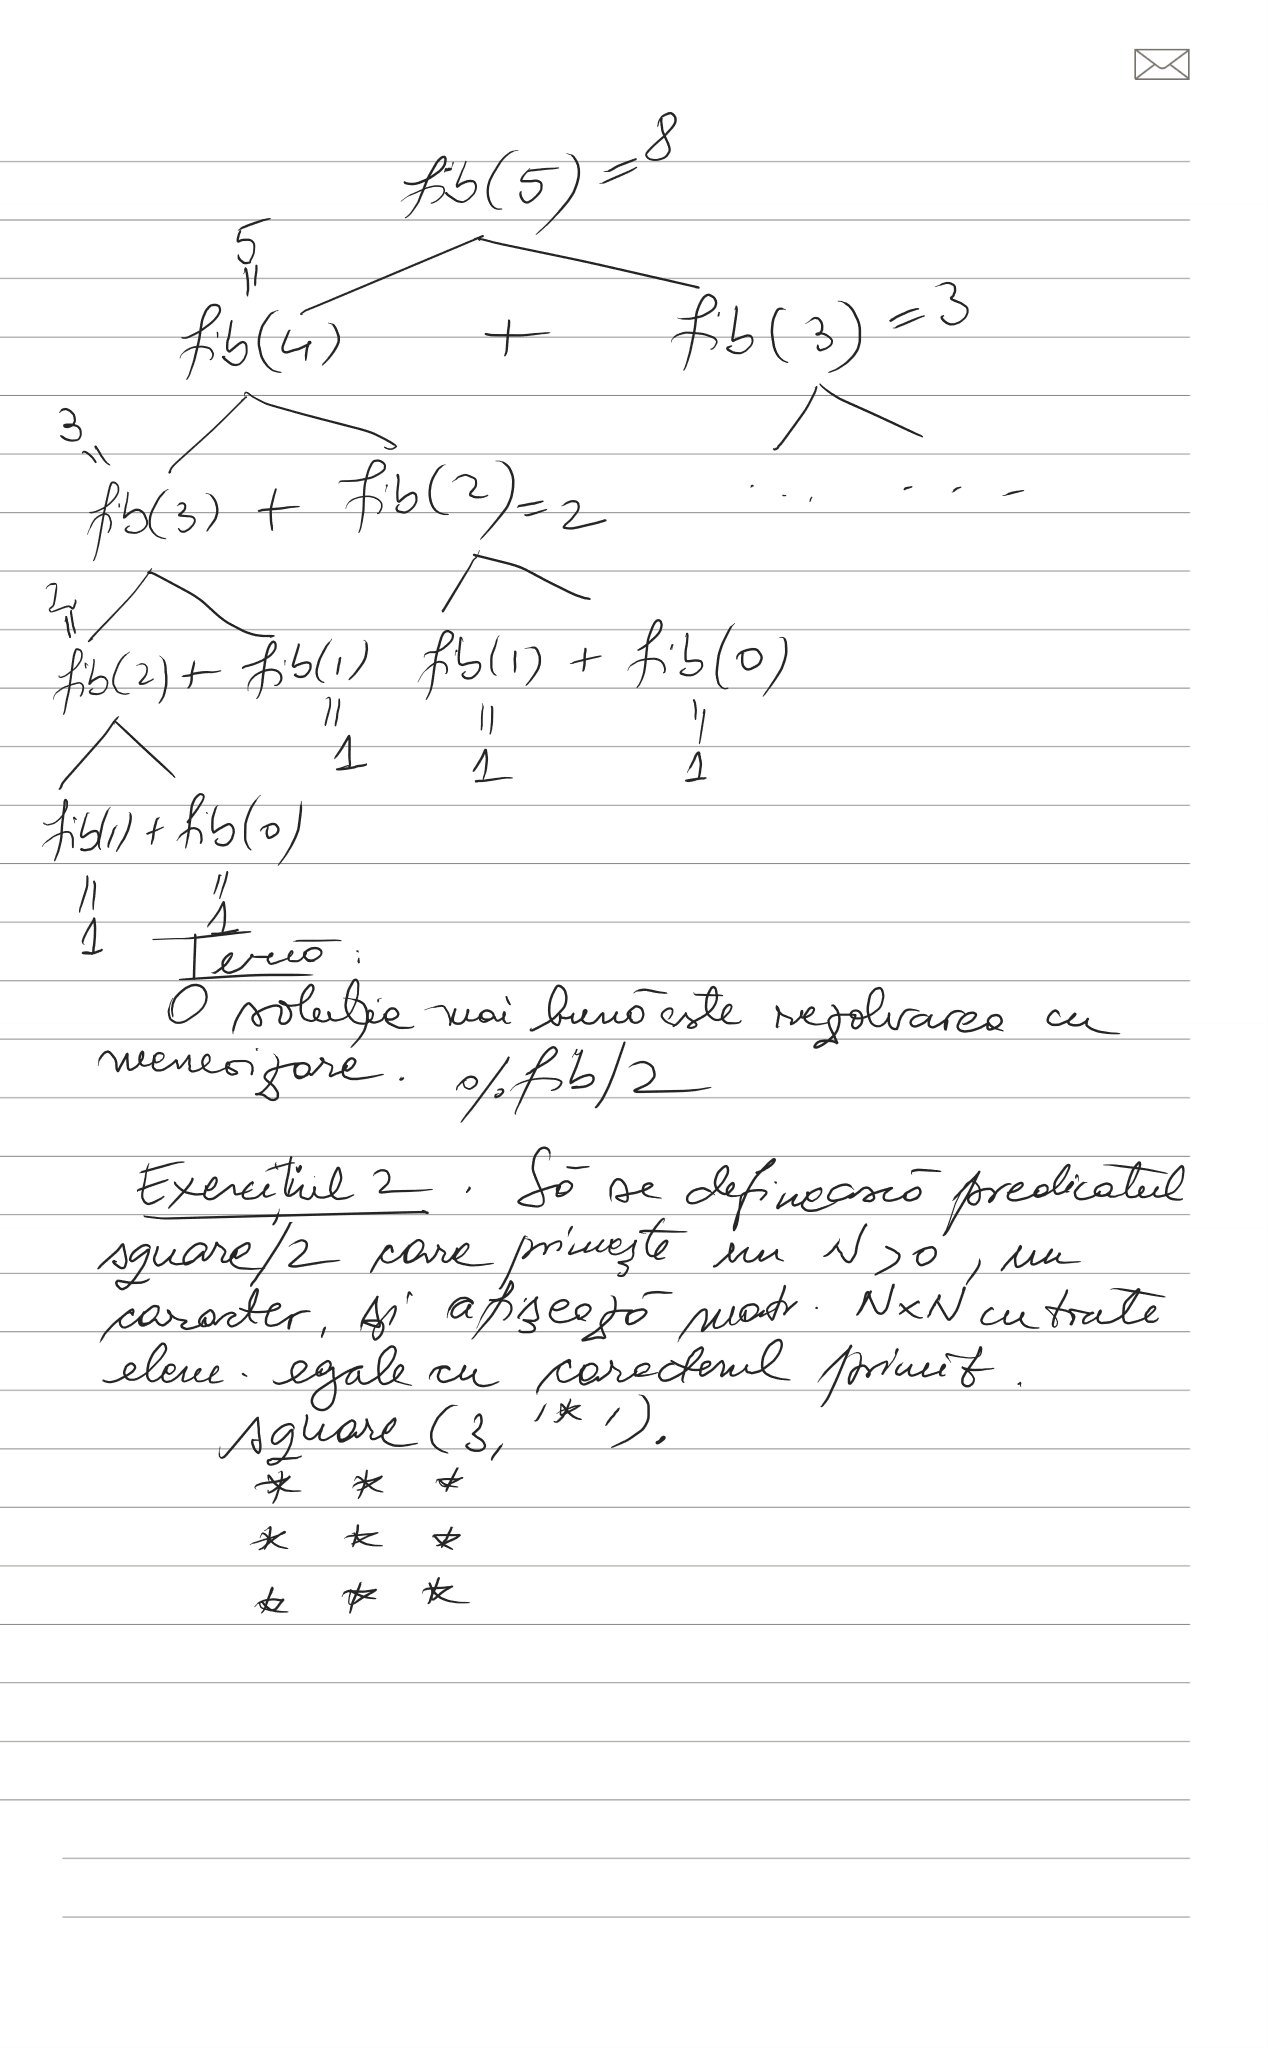 fib(5) = 8
5
=
fib(4) + fib(3) = 3
3
=
fib(3) + fib(2) = 2
..., ...
2
=
fib(2) + fib(1) fib(1) + fib(0)
= = =
1 1 1
fib(1) + fib(0)
= =
1 1
Temă :
O soluție mai bună este rezolvarea cu
memorizare. % fib/2
Exercițiul 2. Să se definească predicatul
square/2 care primește un N>0, un
caracter, și afișează matr. N×N cu toate
elem. egale cu caracterul primit.
square(3, '*').
* * *
* * *
* * *